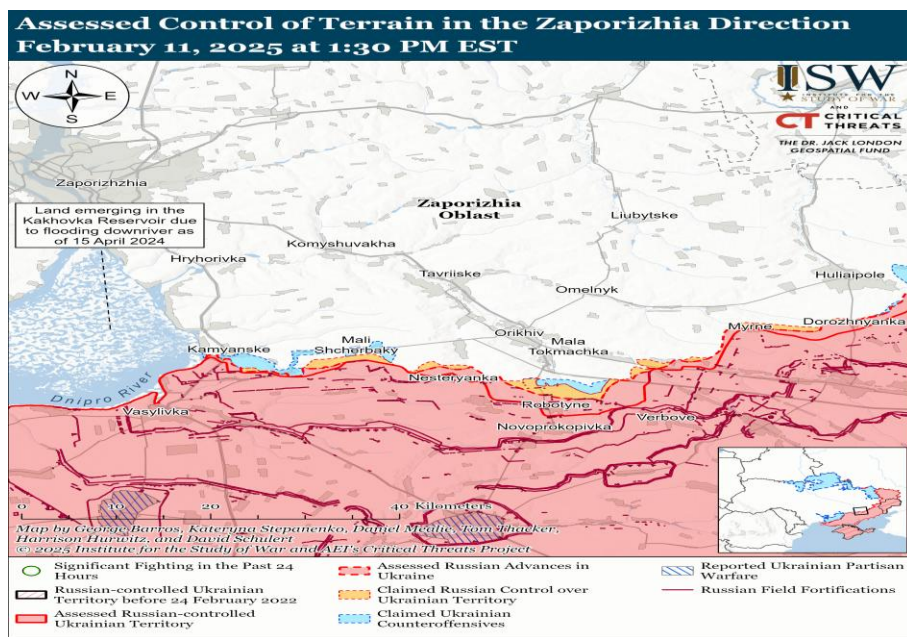 Assessed Control of Terrain in the Zaporizhia Direction
February 11, 2025 at 1:30 PM EST
N
W
E
S
ISW
INSTITUTE FOR THE
STUDY OF WAR
AND
CT CRITICAL
THREATS
THE DR. JACK LONDON
GEOSPATIAL FUND
Zaporizhzhia
Land emerging in the
Kakhovka Reservoir due
to flooding downriver as
of 15 April 2024
Zaporizhia
Oblast
Liubytske
Komyshuvakha
Hryhorivka
Tavriiske
Huliaipole
Omelnyk
Orikhiv
Myrne
Dorozhnyanka
Kamyanske
Mali
Shcherbaky
Mala
Tokmachka
Nesteryanka
Dnipro River
Vasylivka
Robotyne
Novoprokopivka
Verbove
0
10
20
40 Kilometers
Map by George Barros, Kateryna Stepanenko, Daniel Mealie, Tom Thacker,
Harrison Hurwitz, and David Schulert
© 2025 Institute for the Study of War and AEI's Critical Threats Project
Significant Fighting in the Past 24
Hours
Russian-controlled Ukrainian
Territory before 24 February 2022
Assessed Russian-controlled
Ukrainian Territory
Assessed Russian Advances in
Ukraine
Claimed Russian Control over
Ukrainian Territory
Claimed Ukrainian
Counteroffensives
Reported Ukrainian Partisan
Warfare
Russian Field Fortifications